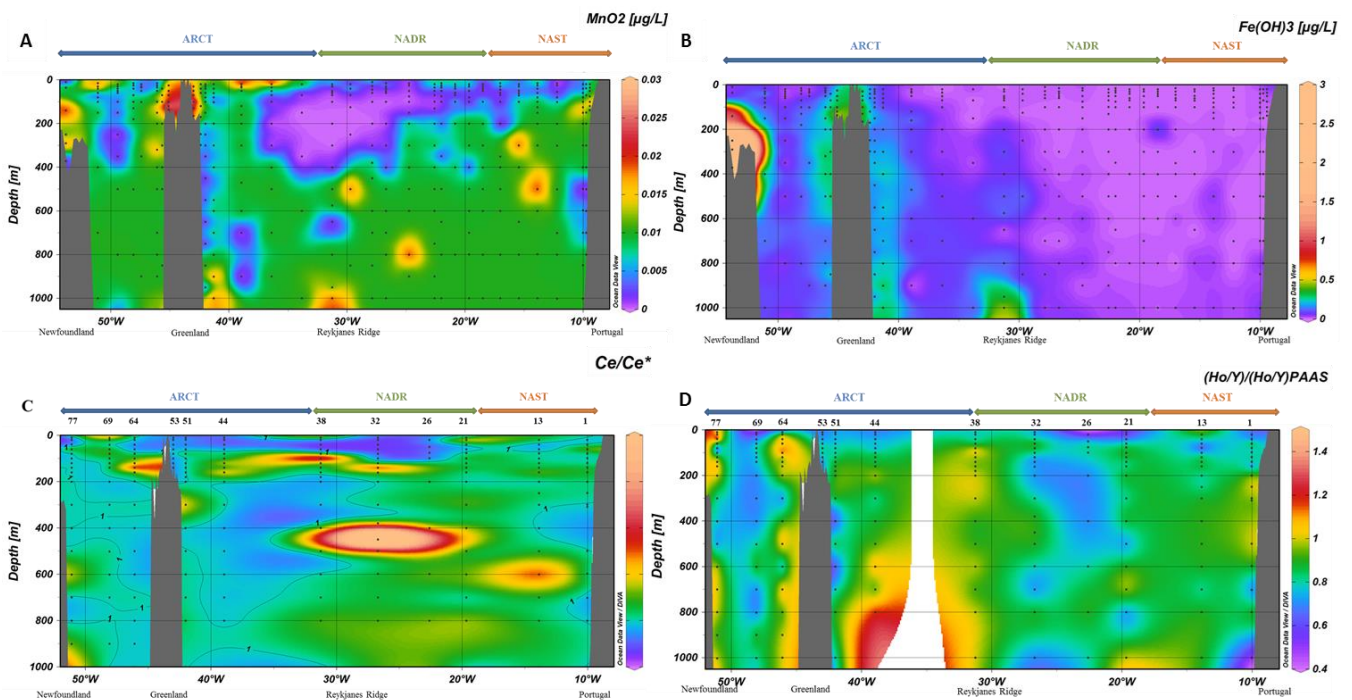 MnO2 [µg/L]
A
ARCT NADR NAST
0
200
400
600
800
1000
Depth [m]
0.03
0.025
0.02
0.015
0.01
0.005
0
Ocean Data View
50°W 40°W 30°W 20°W 10°W
Newfoundland Greenland Reykjanes Ridge Portugal
Fe(OH)3 [µg/L]
B
ARCT NADR NAST
0
200
400
600
800
1000
Depth [m]
3
2.5
2
1.5
1
0.5
0
Ocean Data View
50°W 40°W 30°W 20°W 10°W
Newfoundland Greenland Reykjanes Ridge Portugal
Ce/Ce*
C
ARCT NADR NAST
77 69 64 53 51 44 38 32 26 21 13 1
0
200
400
600
800
1000
Depth [m]
1
1
1
1
1
1
1
1
Ocean Data View / DIVA
50°W 40°W 30°W 20°W 10°W
Newfoundland Greenland Reykjanes Ridge Portugal
(Ho/Y)/(Ho/Y)PAAS
D
ARCT NADR NAST
77 69 64 53 51 44 38 32 26 21 13 1
0
200
400
600
800
1000
Depth [m]
1.4
1.2
1
0.8
0.6
0.4
Ocean Data View / DIVA
50°W 40°W 30°W 20°W 10°W
Newfoundland Greenland Reykjanes Ridge Portugal